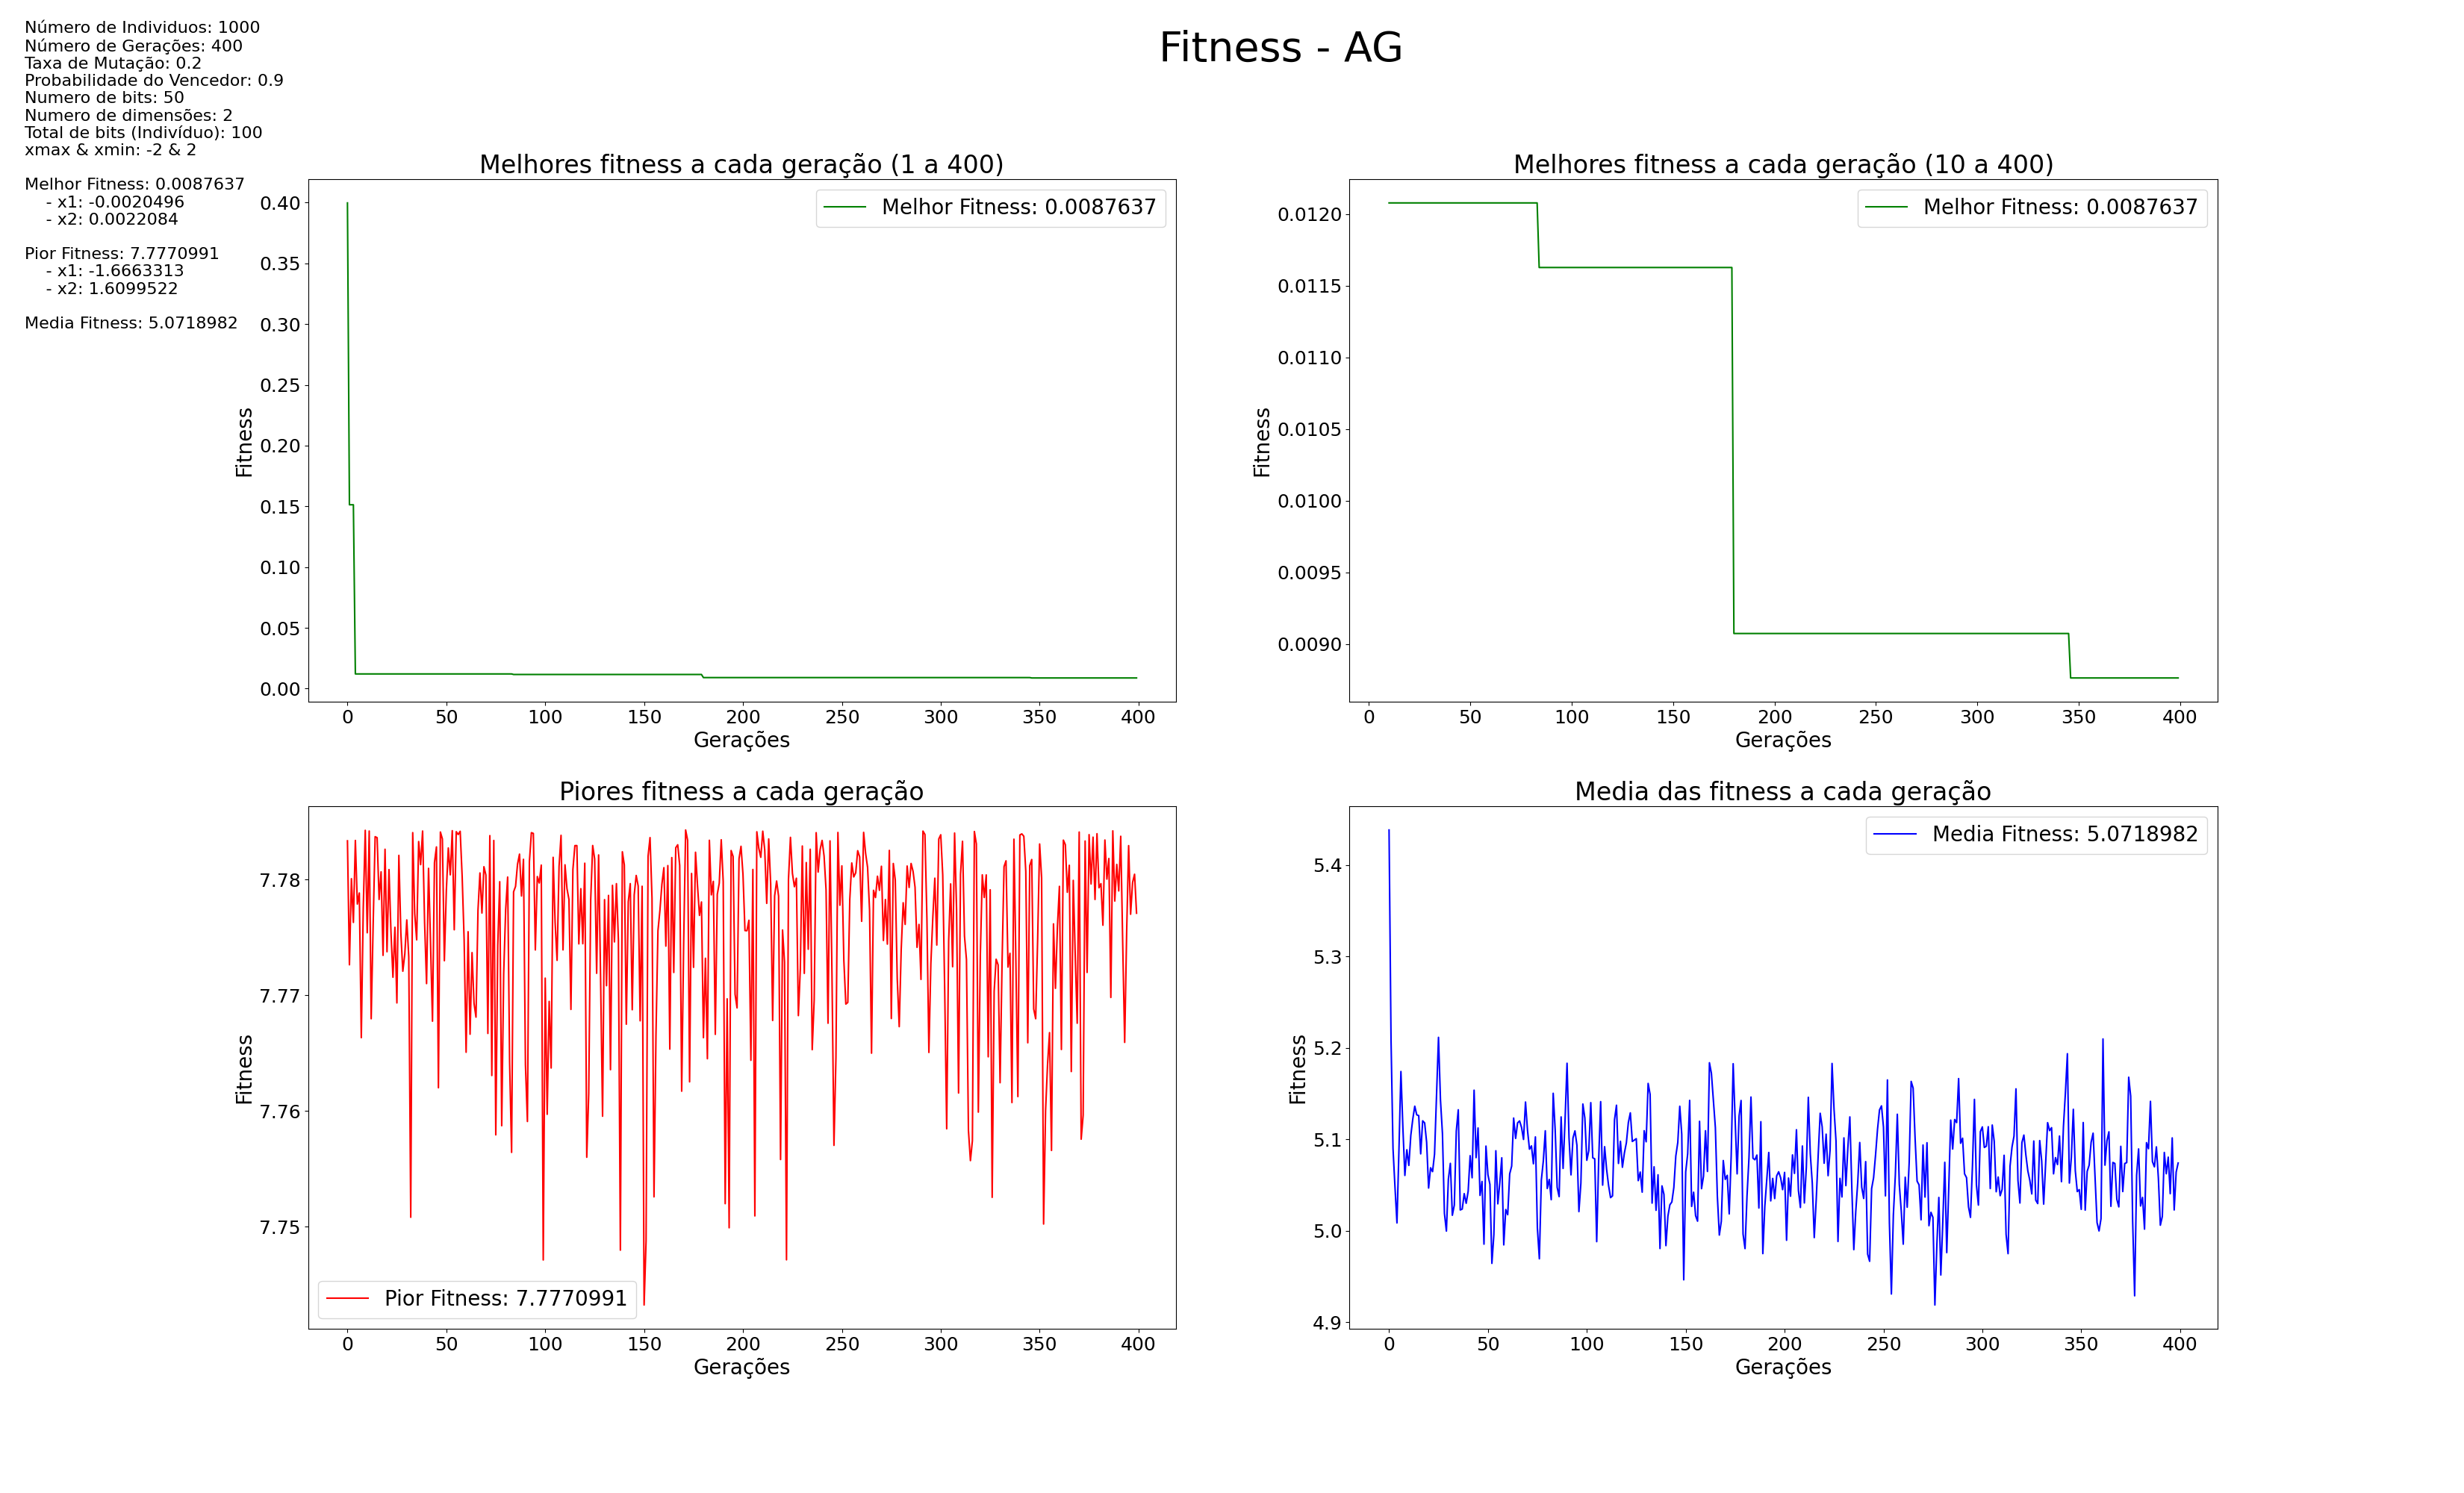 Fitness - AG
Número de Individuos: 1000
Número de Gerações: 400
Taxa de Mutação: 0.2
Probabilidade do Vencedor: 0.9
Numero de bits: 50
Numero de dimensões: 2
Total de bits (Indivíduo): 100
xmax & xmin: -2 & 2
Melhor Fitness: 0.0087637
- x1: -0.0020496
- x2: 0.0022084
Pior Fitness: 7.7770991
- x1: -1.6663313
- x2: 1.6099522
Media Fitness: 5.0718982
Melhores fitness a cada geração (1 a 400)
Melhor Fitness: 0.0087637
0.40
0.35
0.30
0.25
0.20
0.15
0.10
0.05
0.00
Fitness
0 50 100 150 200 250 300 350 400
Gerações
Melhores fitness a cada geração (10 a 400)
Melhor Fitness: 0.0087637
0.0120
0.0115
0.0110
0.0105
0.0100
0.0095
0.0090
Fitness
0 50 100 150 200 250 300 350 400
Gerações
Piores fitness a cada geração
7.78
7.77
7.76
7.75
Fitness
Pior Fitness: 7.7770991
0 50 100 150 200 250 300 350 400
Gerações
Media das fitness a cada geração
Media Fitness: 5.0718982
5.4
5.3
5.2
5.1
5.0
4.9
Fitness
0 50 100 150 200 250 300 350 400
Gerações